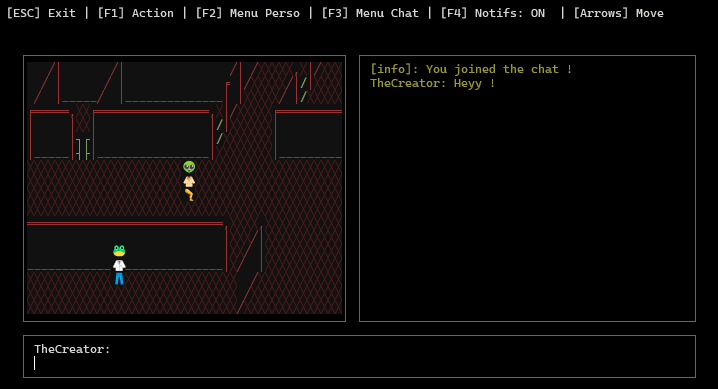 [ESC] Exit | [F1] Action | [F2] Menu Perso | [F3] Menu Chat | [F4] Notifs: ON  | [Arrows] Move
[info]: You joined the chat !
TheCreator: Heyy !
TheCreator: